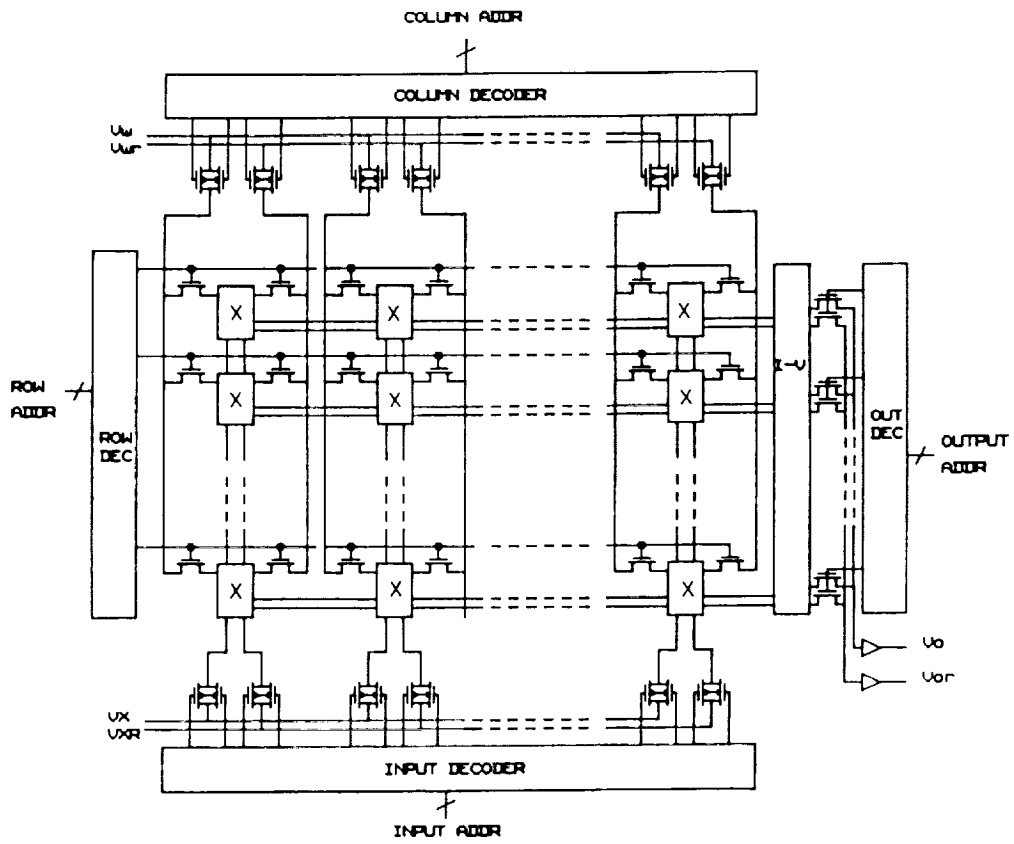 COLUMN ADDR
COLUMN DECODER
Vw
Vwr
X X X
ROW
ADDR
ROW
DEC
X X X
I-V
OUT
DEC
OUTPUT
ADDR
X X X
Vo
Vor
VX
VXR
INPUT DECODER
INPUT ADDR